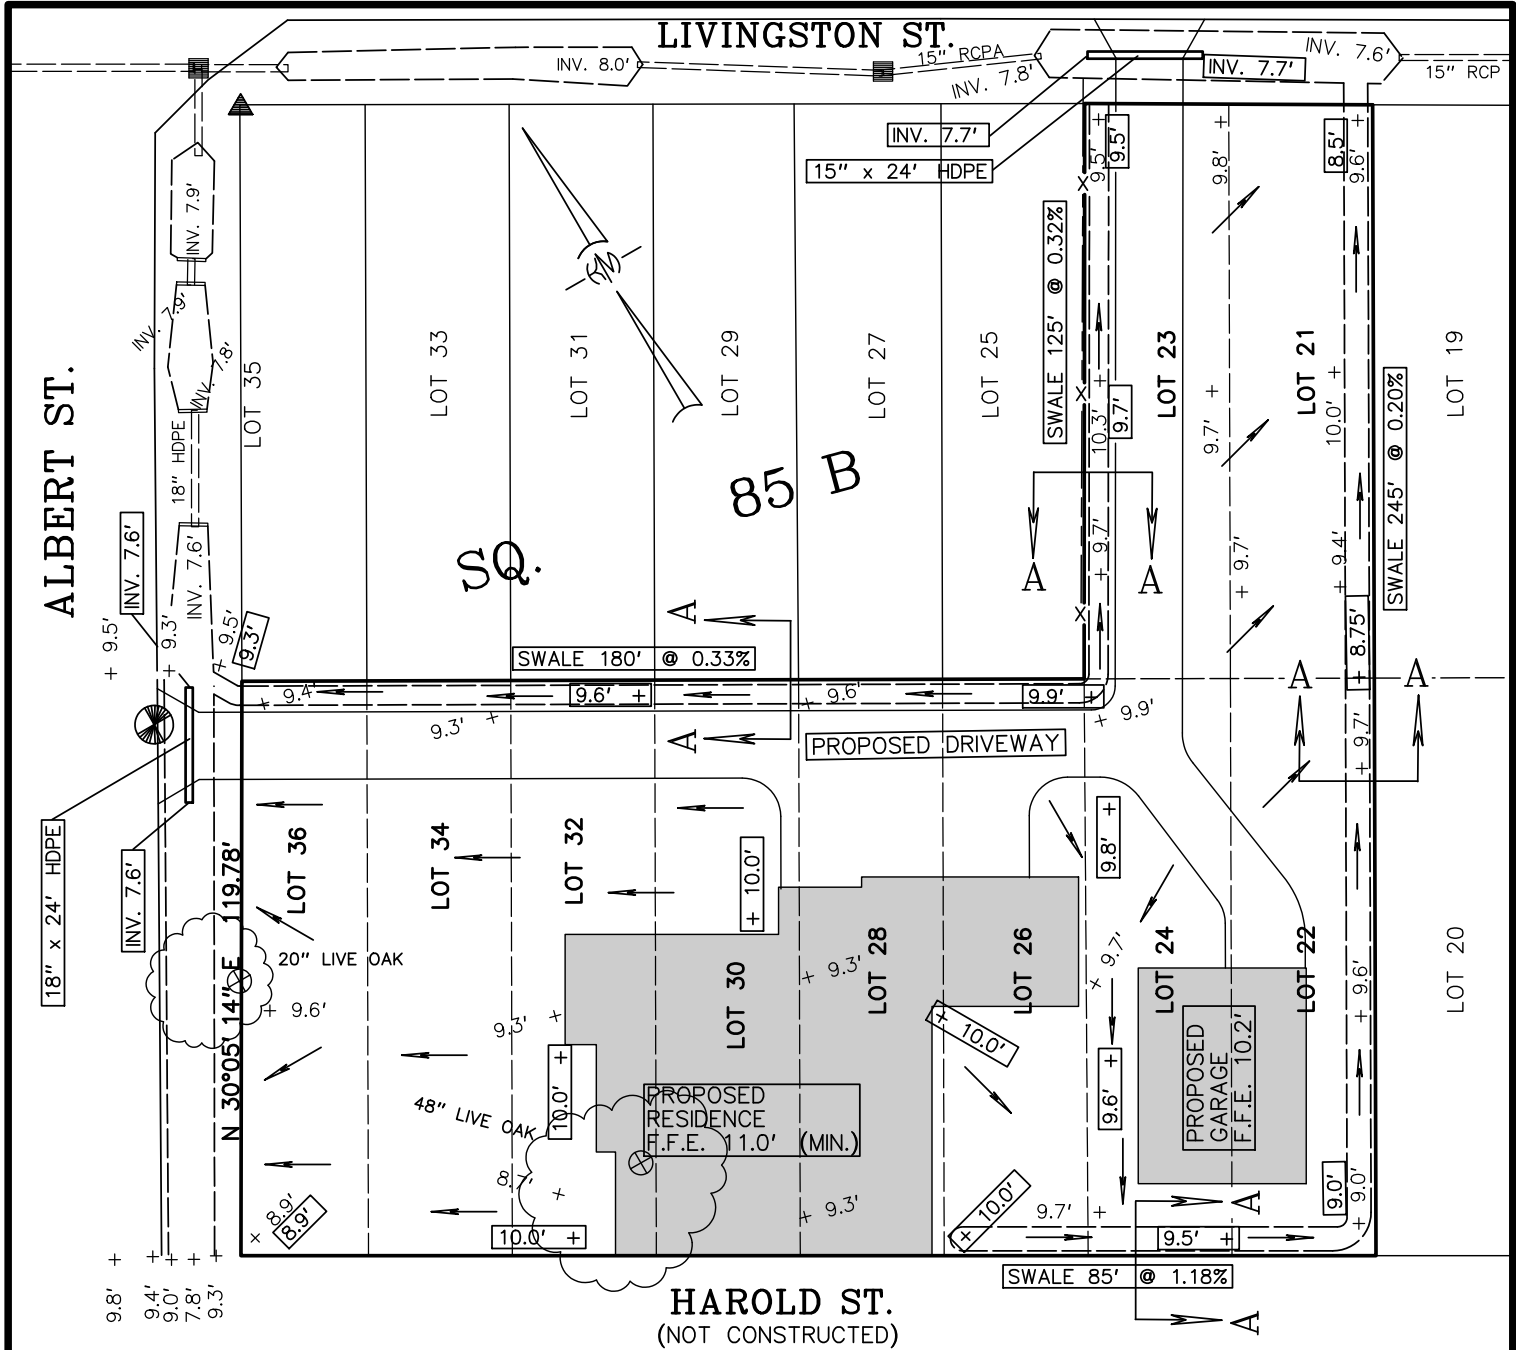 LIVINGSTON ST.
INV. 8.0'
15" RCPA
INV. 7.8'
INV. 7.7'
INV. 7.6'
15" RCP
INV. 7.7'
15" x 24' HDPE
9.5'
9.5'
9.8'
8.5'
9.6'
INV. 7.9'
INV. 7.9'
INV. 7.8'
18" HDPE
INV. 7.6'
INV. 7.6'
ALBERT ST.
LOT 35
LOT 33
LOT 31
LOT 29
LOT 27
LOT 25
LOT 23
LOT 21
LOT 19
SWALE 125' @ 0.32%
10.3'
9.7'
9.7'
10.0'
SWALE 245' @ 0.20%
SQ. 85 B
A
A
9.7'
9.7'
9.4'
8.75'
9.5'
9.3'
9.5'
9.3'
A
SWALE 180' @ 0.33%
A
A
9.4'
9.6'
9.6'
9.9'
9.3'
9.9'
9.7'
A
PROPOSED DRIVEWAY
18" x 24' HDPE
INV. 7.6'
N 30°05' 14" E 119.78'
LOT 36
LOT 34
LOT 32
10.0'
9.8'
LOT 30
LOT 28
LOT 26
LOT 24
LOT 22
LOT 20
20" LIVE OAK
9.6'
9.3'
9.3'
10.0'
9.7'
9.6'
48" LIVE OAK
10.0'
9.6'
PROPOSED
RESIDENCE
F.F.E. 11.0' (MIN.)
PROPOSED
GARAGE
F.F.E. 10.2'
8.7'
9.3'
10.0'
9.7'
9.0'
9.0'
8.9'
8.9'
10.0'
9.5'
A
SWALE 85' @ 1.18%
A
9.8'
9.4'
9.0'
7.8'
9.3'
HAROLD ST.
(NOT CONSTRUCTED)